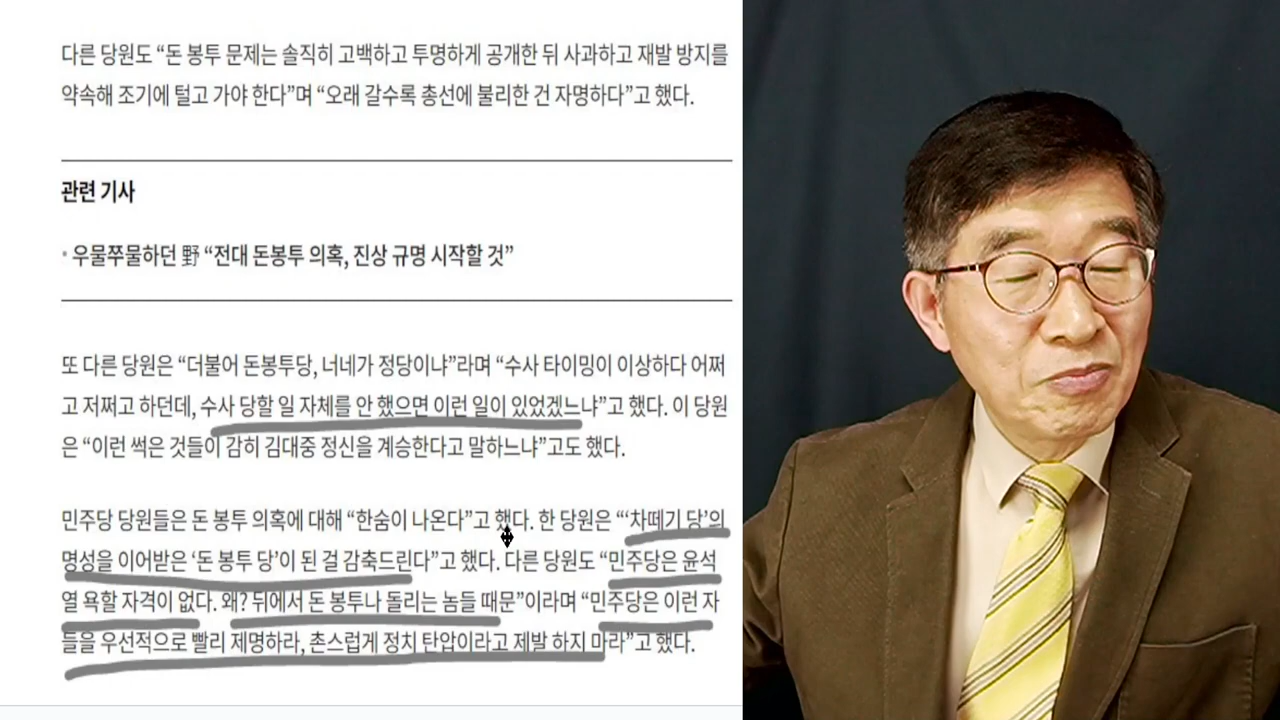 다른 당원도 “돈 봉투 문제는 솔직히 고백하고 투명하게 공개한 뒤 사과하고 재발 방지를
약속해 조기에 털고 가야 한다”며 “오래 갈수록 총선에 불리한 건 자명하다”고 했다.
관련 기사
· 우물쭈물하던 野 “전대 돈봉투 의혹, 진상 규명 시작할 것”
또 다른 당원은 “더불어 돈봉투당, 너네가 정당이냐”라며 “수사 타이밍이 이상하다 어쩌
고 저쩌고 하던데, 수사 당할 일 자체를 안 했으면 이런 일이 있었겠느냐”고 했다. 이 당원
은 “이런 썩은 것들이 감히 김대중 정신을 계승한다고 말하느냐”고도 했다.
민주당 당원들은 돈 봉투 의혹에 대해 “한숨이 나온다”고 했다. 한 당원은 “‘차떼기 당’의
명성을 이어받은 ‘돈 봉투 당’이 된 걸 감축드린다”고 했다. 다른 당원도 “민주당은 윤석
열 욕할 자격이 없다. 왜? 뒤에서 돈 봉투나 돌리는 놈들 때문”이라며 “민주당은 이런 자
들을 우선적으로 빨리 제명하라, 촌스럽게 정치 탄압이라고 제발 하지 마라”고 했다.